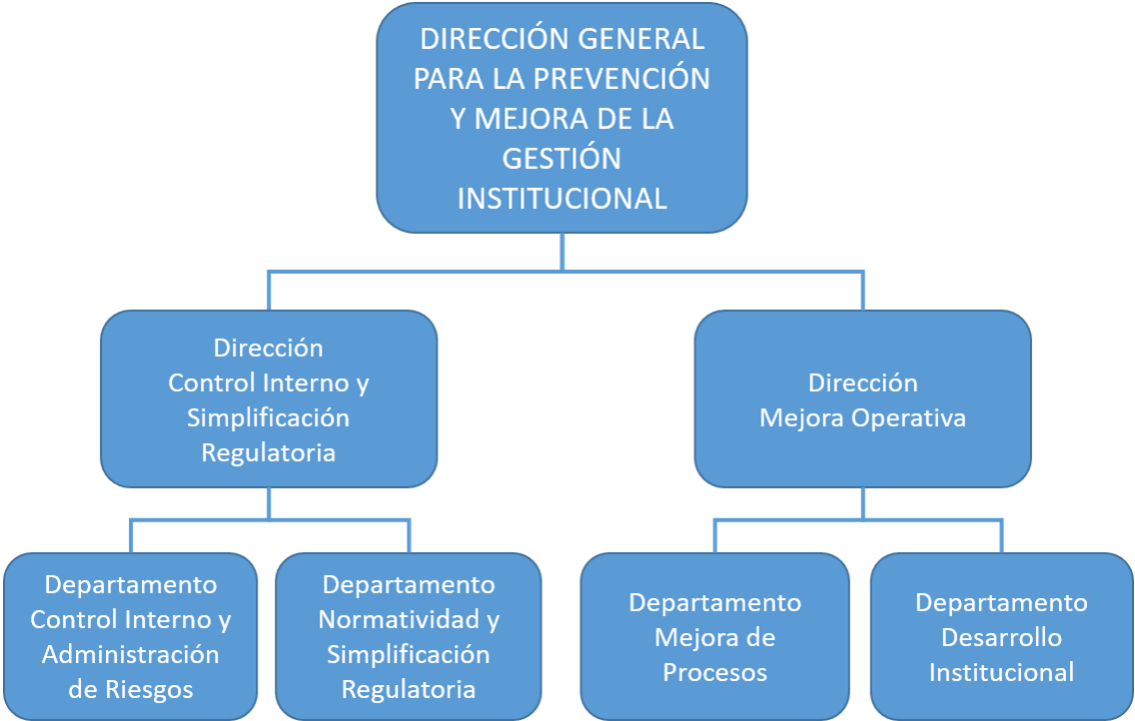 DIRECCIÓN GENERAL
PARA LA PREVENCIÓN
Y MEJORA DE LA
GESTIÓN
INSTITUCIONAL
Dirección
Control Interno y
Simplificación
Regulatoria
Dirección
Mejora Operativa
Departamento
Control Interno y
Administración
de Riesgos
Departamento
Normatividad y
Simplificación
Regulatoria
Departamento
Mejora de
Procesos
Departamento
Desarrollo
Institucional